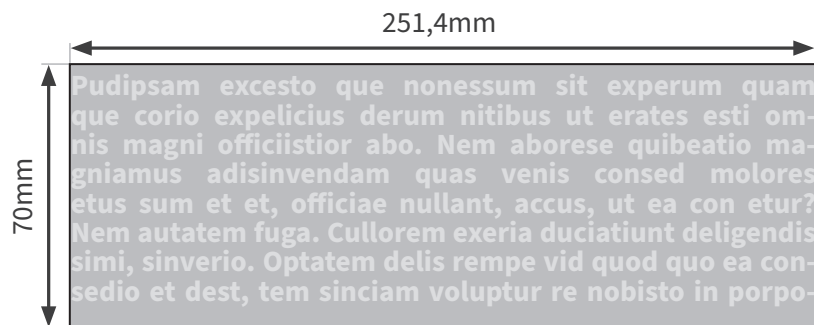 251,4mm
70mm
Pudipsam excesto que nonessum sit experum quam
que corio expelicius derum nitibus ut erates esti om-
nis magni officiistior abo. Nem aborese quibeatio ma-
gniamus adisinvendam quas venis consed molores
etus sum et et, officiae nullant, accus, ut ea con etur?
Nem autatem fuga. Cullorem exeria duciatiunt deligendis
simi, sinverio. Optatem delis rempe vid quod quo ea con-
sedio et dest, tem sinciam voluptur re nobisto in porpo-